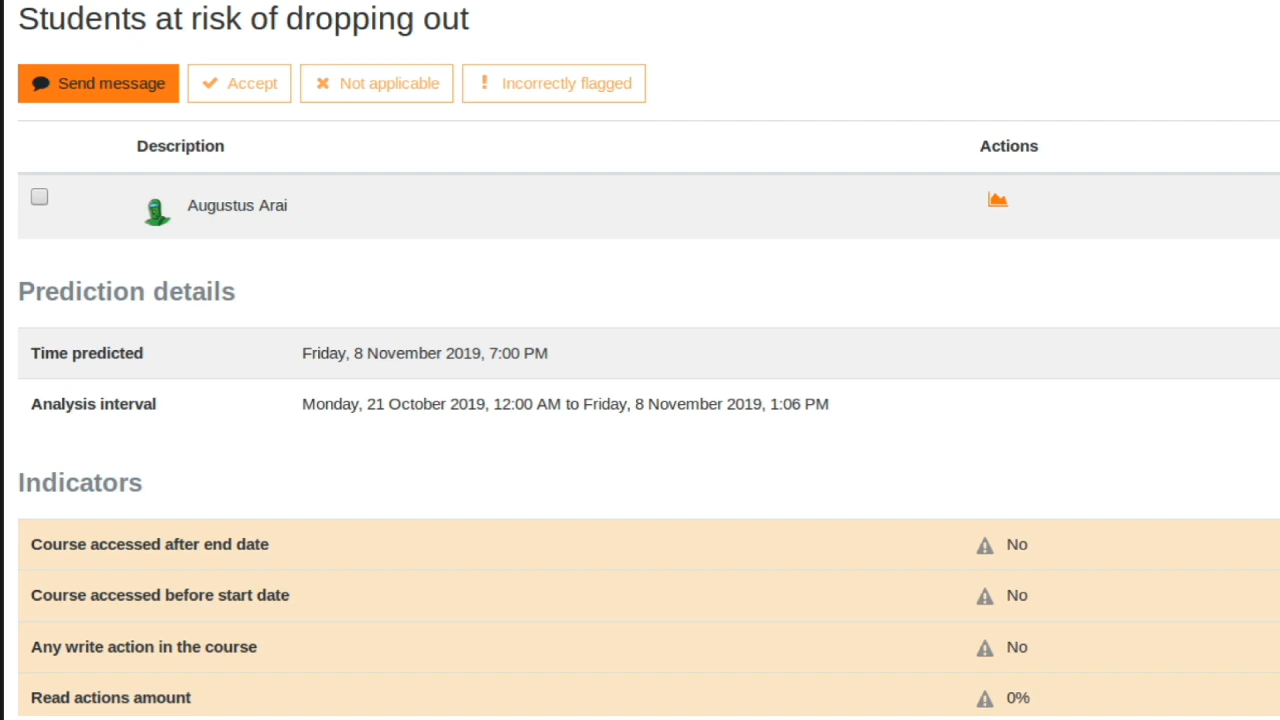 Students at risk of dropping out
Send message Accept Not applicable Incorrectly flagged
Description Actions
Augustus Arai
Prediction details
Time predicted Friday, 8 November 2019, 7:00 PM
Analysis interval Monday, 21 October 2019, 12:00 AM to Friday, 8 November 2019, 1:06 PM
Indicators
Course accessed after end date No
Course accessed before start date No
Any write action in the course No
Read actions amount 0%